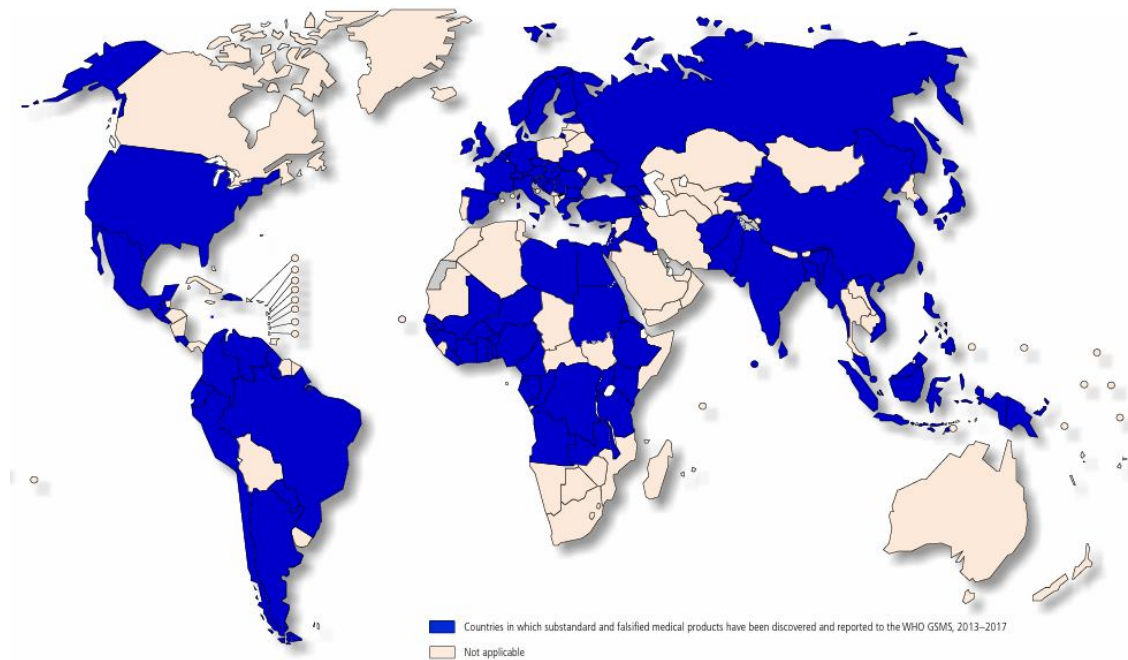 Countries in which substandard and falsified medical products have been discovered and reported to the WHO GSMS, 2013–2017
Not applicable